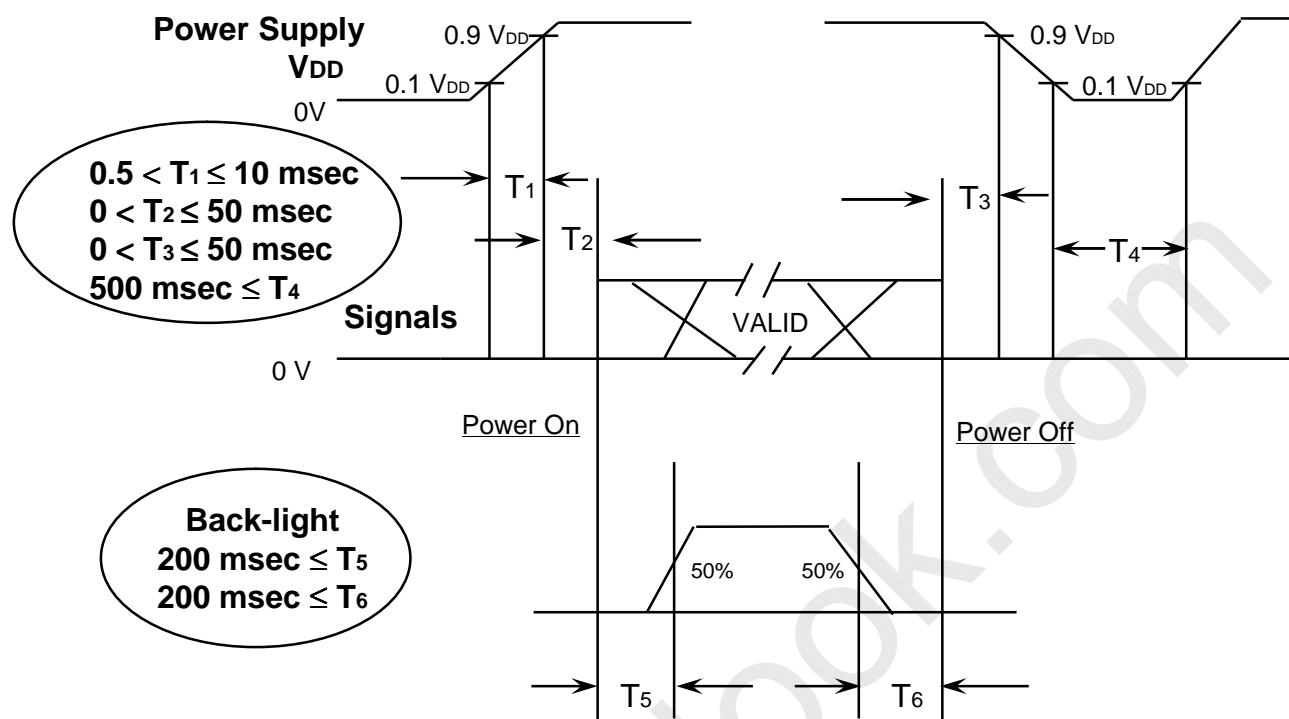 Power Supply
VDD
0.9 VDD
0.1 VDD
0V
0.9 VDD
0.1 VDD
0.5 < T1 ≤ 10 msec
0 < T2 ≤ 50 msec
0 < T3 ≤ 50 msec
500 msec ≤ T4
T1
T2
T3
T4
Signals
VALID
0 V
Power On
Power Off
Back-light
200 msec ≤ T5
200 msec ≤ T6
50%
50%
T5
T6
ook.com